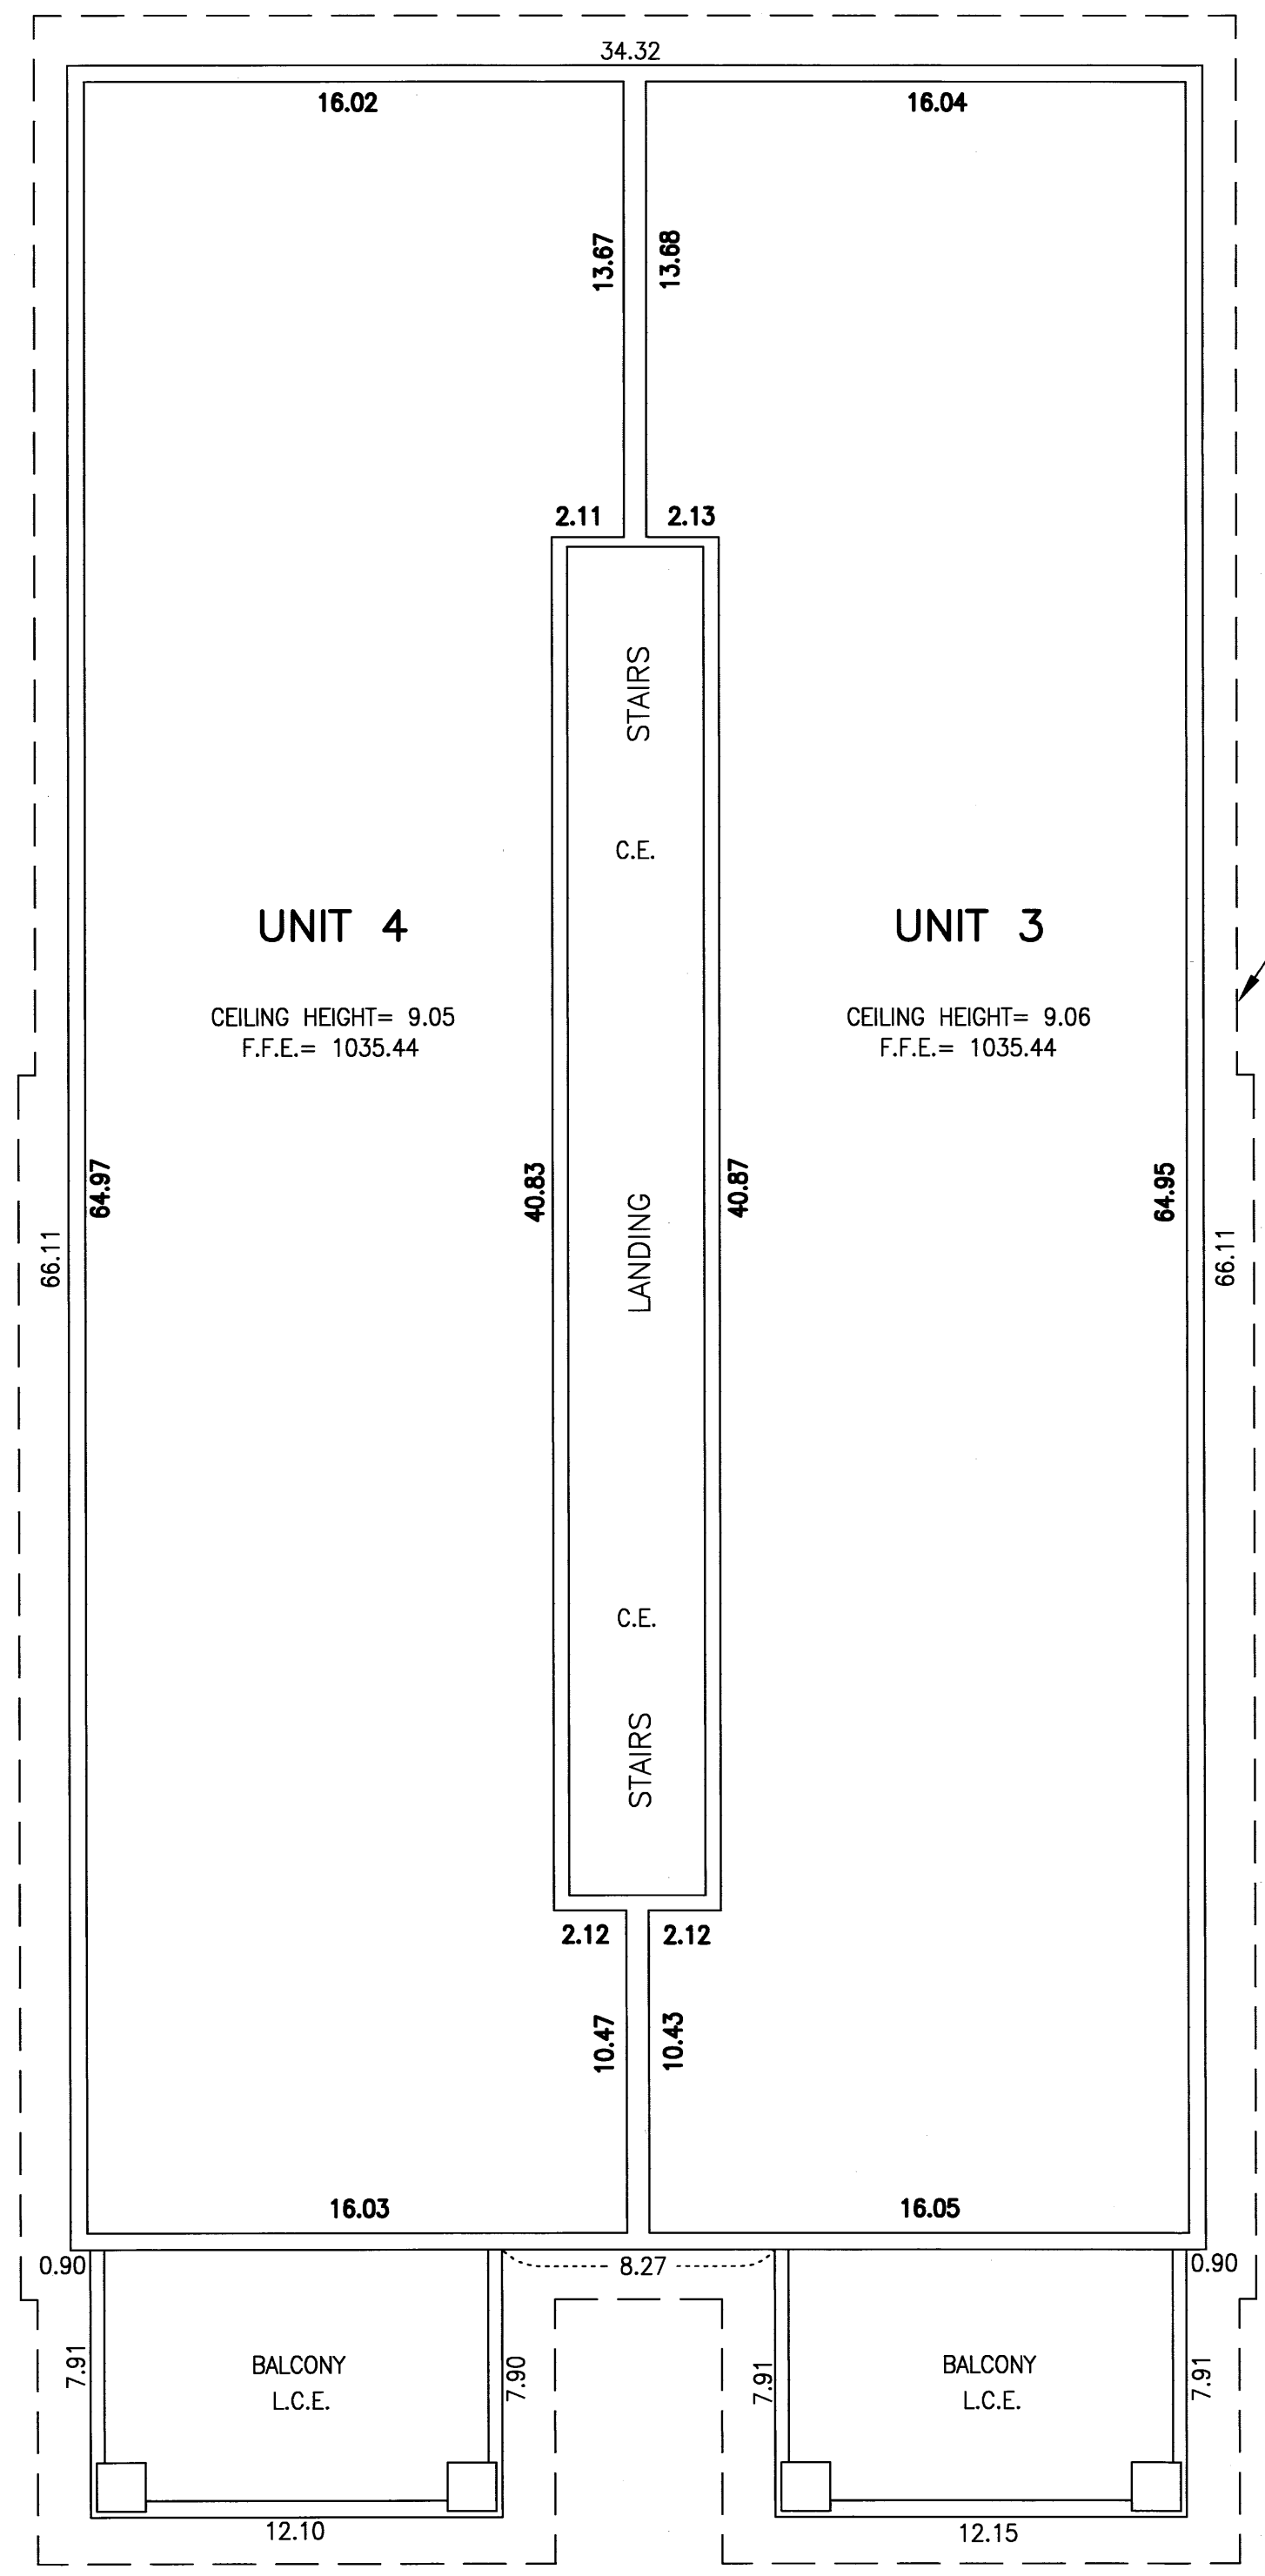 34.32
16.02
16.04
13.67
13.68
2.11
2.13
STAIRS
C.E.
UNIT 4
UNIT 3
CEILING HEIGHT= 9.05
F.F.E.= 1035.44
CEILING HEIGHT= 9.06
F.F.E.= 1035.44
66.11
64.97
40.83
LANDING
40.87
64.95
66.11
C.E.
STAIRS
2.12
2.12
10.47
10.43
16.03
16.05
0.90
8.27
0.90
7.91
BALCONY
L.C.E.
7.90
7.91
BALCONY
L.C.E.
7.91
12.10
12.15